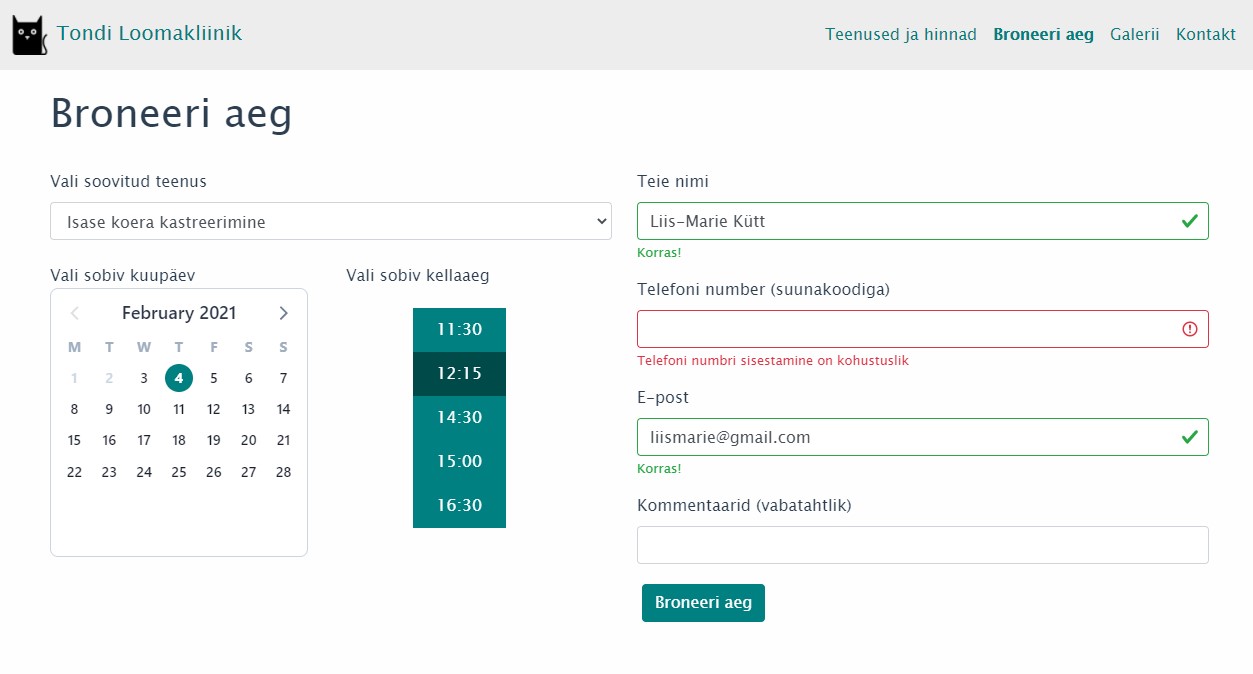 Tondi Loomakliinik
Teenused ja hinnad Broneeri aeg Galerii Kontakt
Broneeri aeg
Vali soovitud teenus
Isase koera kastreerimine
Vali sobiv kuupäev
February 2021
M T W T F S S
1 2 3 4 5 6 7
8 9 10 11 12 13 14
15 16 17 18 19 20 21
22 23 24 25 26 27 28
Vali sobiv kellaaeg
11:30
12:15
14:30
15:00
16:30
Teie nimi
Liis-Marie Kütt
Korras!
Telefoni number (suunakoodiga)
Telefoni numbri sisestamine on kohustuslik
E-post
liismarie@gmail.com
Korras!
Kommentaarid (vabatahtlik)
Broneeri aeg